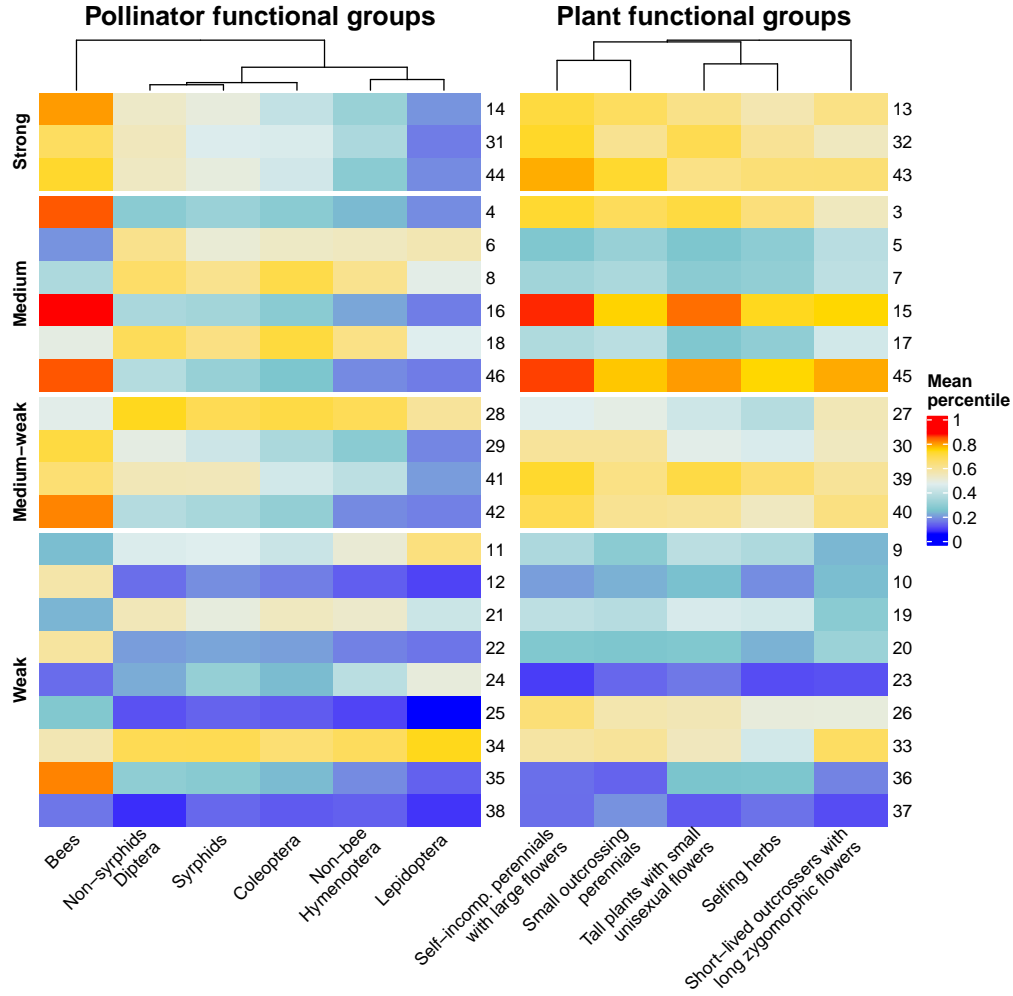 Pollinator functional groups
Plant functional groups
Strong
14
31
44
13
32
43
Medium
4
6
8
16
18
46
3
5
7
15
17
45
Medium−weak
28
29
41
42
27
30
39
40
Weak
11
12
21
22
24
25
34
35
38
9
10
19
20
23
26
33
36
37
Mean
percentile
1
0.8
0.6
0.4
0.2
0
Bees
Non−syrphids
Diptera
Syrphids
Coleoptera
Non−bee
Hymenoptera
Lepidoptera
Self−incomp. perennials
with large flowers
Small outcrossing
perennials
Tall plants with small
unisexual flowers
Selfing herbs
Short−lived outcrossers with
long zygomorphic flowers